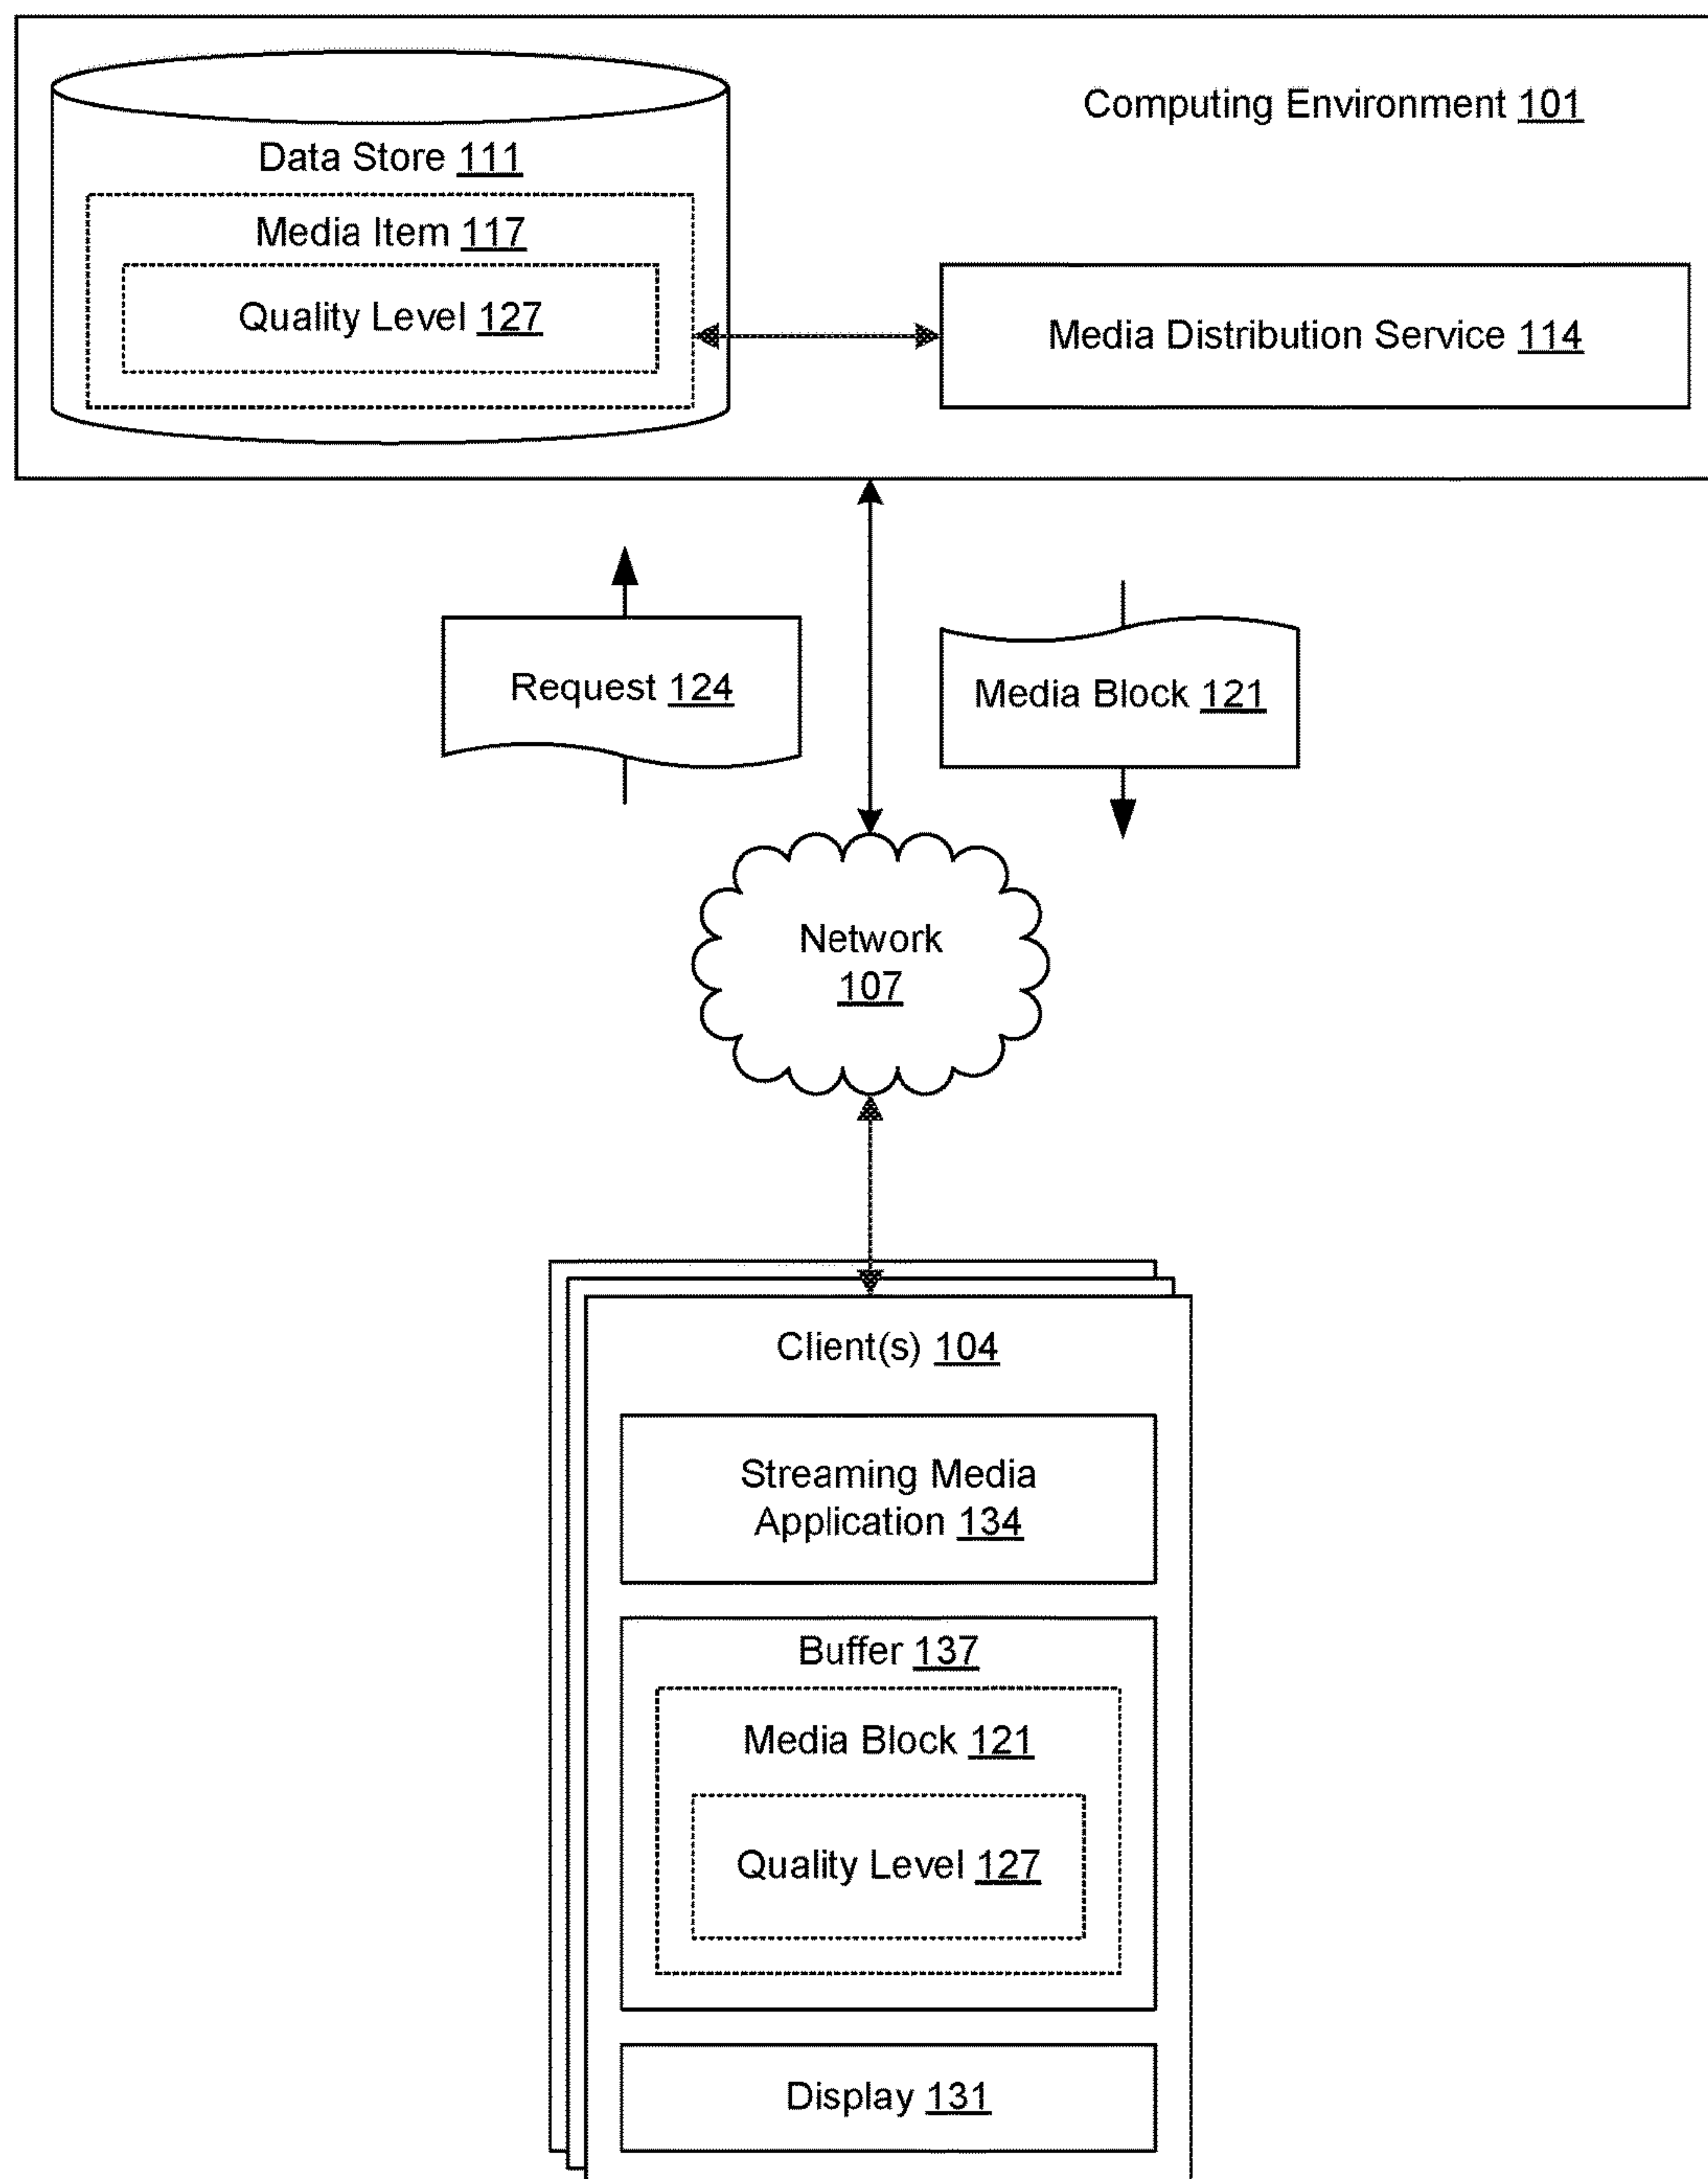 Computing Environment 101
Data Store 111
Media Item 117
Quality Level 127
Media Distribution Service 114
Request 124
Media Block 121
Network
107
Client(s) 104
Streaming Media
Application 134
Buffer 137
Media Block 121
Quality Level 127
Display 131